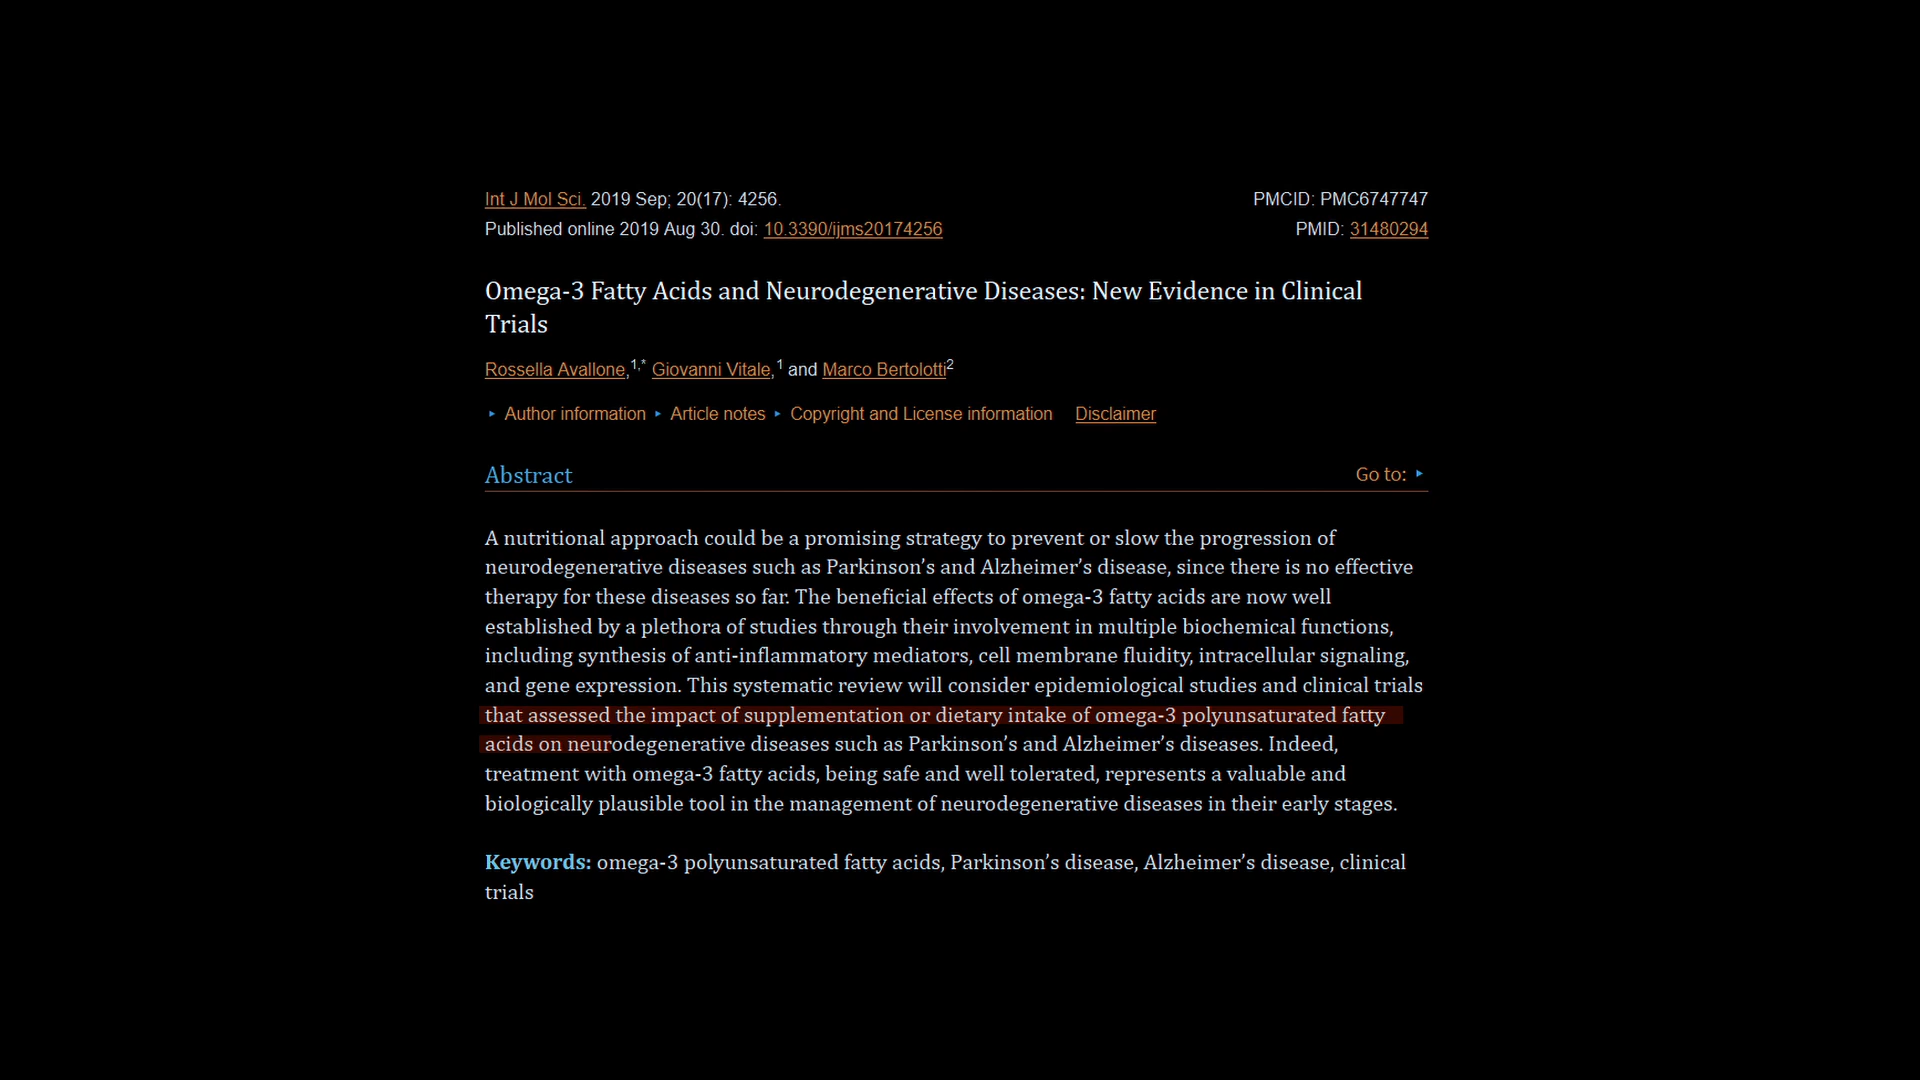 Int J Mol Sci. 2019 Sep; 20(17): 4256. PMCID: PMC6747747
Published online 2019 Aug 30. doi: 10.3390/ijms20174256 PMID: 31480294
Omega-3 Fatty Acids and Neurodegenerative Diseases: New Evidence in Clinical
Trials
Rossella Avallone,1,* Giovanni Vitale,1 and Marco Bertolotti2
▸ Author information ▸ Article notes ▸ Copyright and License information Disclaimer
Abstract Go to: ▸
A nutritional approach could be a promising strategy to prevent or slow the progression of
neurodegenerative diseases such as Parkinson’s and Alzheimer’s disease, since there is no effective
therapy for these diseases so far. The beneficial effects of omega-3 fatty acids are now well
established by a plethora of studies through their involvement in multiple biochemical functions,
including synthesis of anti-inflammatory mediators, cell membrane fluidity, intracellular signaling,
and gene expression. This systematic review will consider epidemiological studies and clinical trials
that assessed the impact of supplementation or dietary intake of omega-3 polyunsaturated fatty
acids on neurodegenerative diseases such as Parkinson’s and Alzheimer’s diseases. Indeed,
treatment with omega-3 fatty acids, being safe and well tolerated, represents a valuable and
biologically plausible tool in the management of neurodegenerative diseases in their early stages.
Keywords: omega-3 polyunsaturated fatty acids, Parkinson’s disease, Alzheimer’s disease, clinical
trials